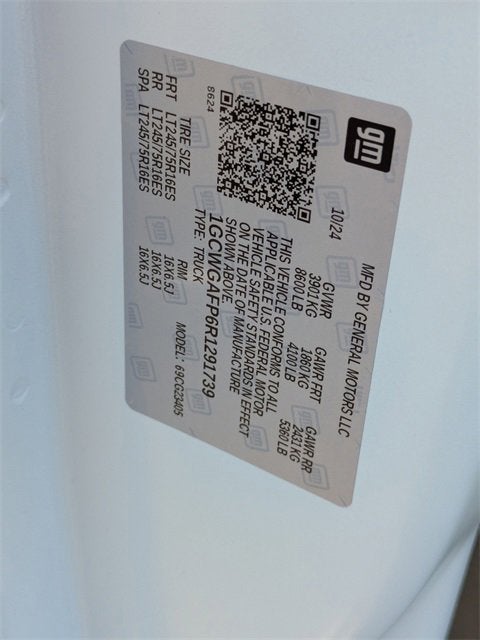 gm
MFD BY GENERAL MOTORS LLC
10/24
GVWR GAWR FRT GAWR RR
3901 KG 1860 KG 2431 KG
8600 LB 4100 LB 5360 LB
THIS VEHICLE CONFORMS TO ALL
APPLICABLE U.S. FEDERAL MOTOR
VEHICLE SAFETY STANDARDS IN EFFECT
ON THE DATE OF MANUFACTURE
SHOWN ABOVE.
1GCWGAFP6R1291739
TYPE: TRUCK MODEL: 69CG23405
8624
TIRE SIZE RIM
FRT LT245/75R16ES 16X6.5J
RR LT245/75R16ES 16X6.5J
SPA LT245/75R16ES 16X6.5J